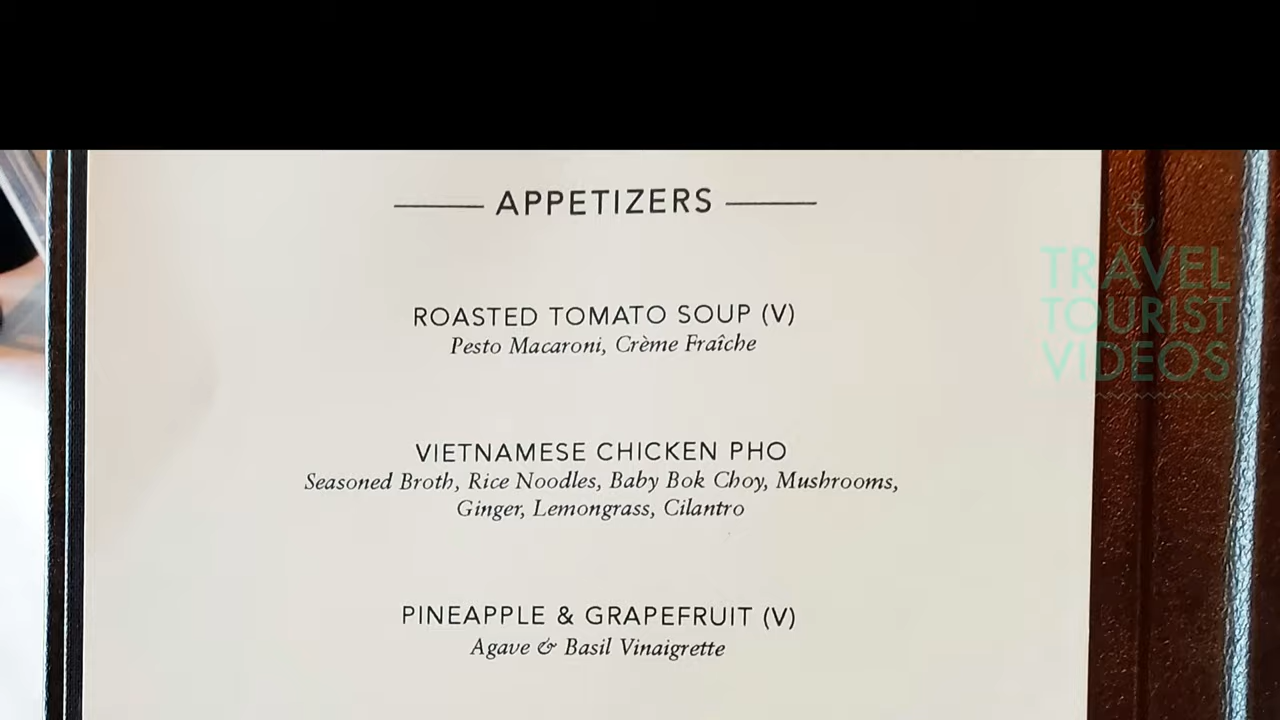 APPETIZERS
ROASTED TOMATO SOUP (V)
Pesto Macaroni, Crème Fraîche
VIETNAMESE CHICKEN PHO
Seasoned Broth, Rice Noodles, Baby Bok Choy, Mushrooms,
Ginger, Lemongrass, Cilantro
PINEAPPLE & GRAPEFRUIT (V)
Agave & Basil Vinaigrette
TRAVEL
TOURIST
VIDEOS